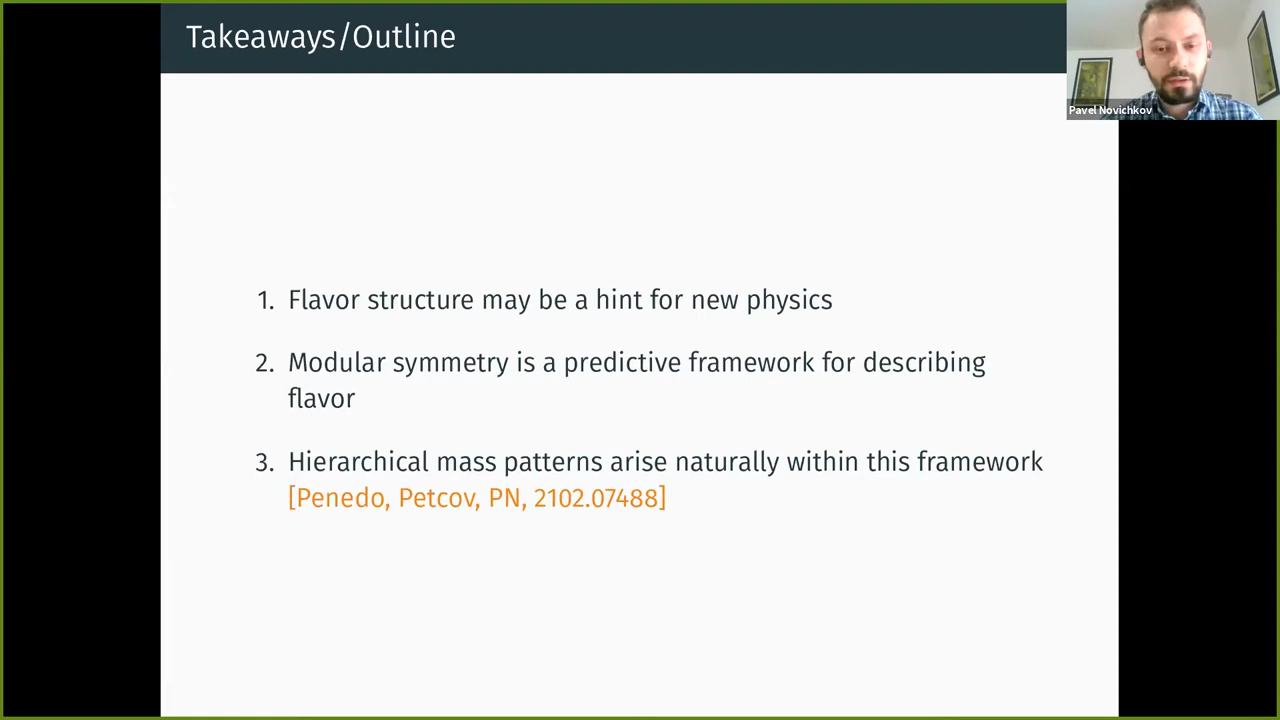 Takeaways/Outline
Pavel Novichkov
1. Flavor structure may be a hint for new physics
2. Modular symmetry is a predictive framework for describing
flavor
3. Hierarchical mass patterns arise naturally within this framework
[Penedo, Petcov, PN, 2102.07488]